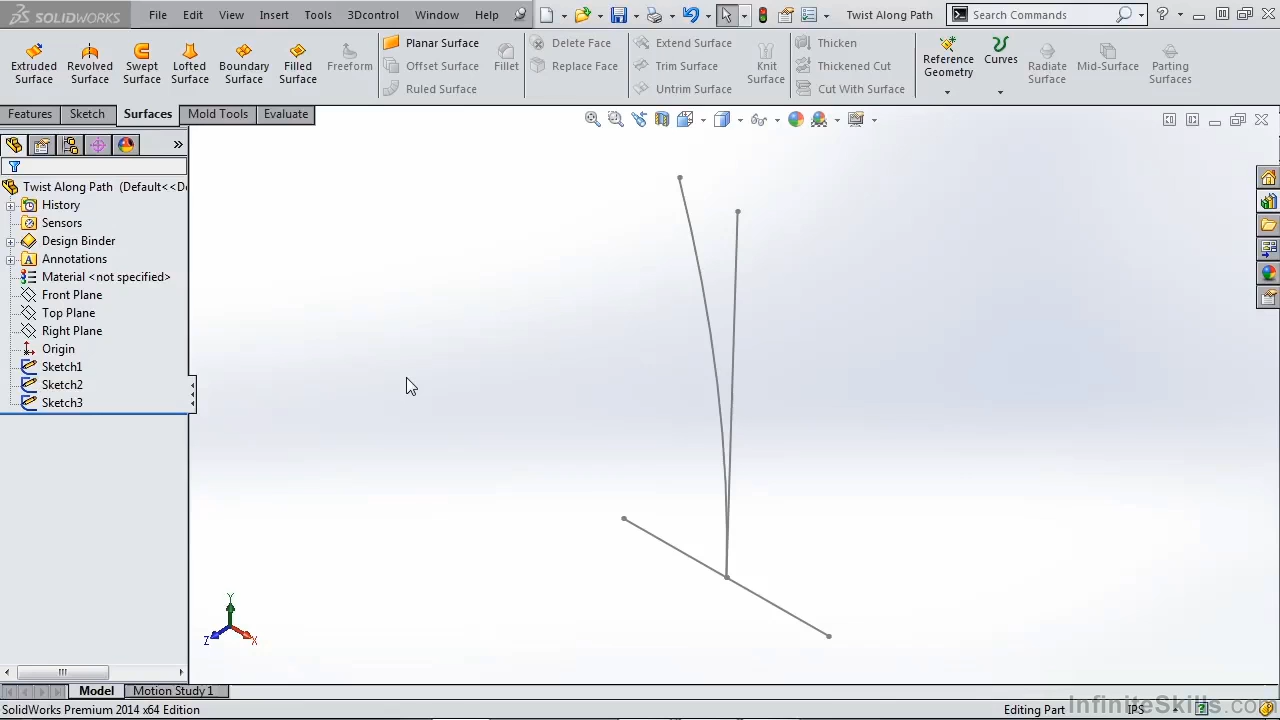 SOLIDWORKS File Edit View Insert Tools 3Dcontrol Window Help Twist Along Path Search Commands
Extruded Surface
Revolved Surface
Swept Surface
Lofted Surface
Boundary Surface
Filled Surface
Freeform
Planar Surface
Offset Surface
Ruled Surface
Fillet
Delete Face
Replace Face
Extend Surface
Trim Surface
Untrim Surface
Knit Surface
Thicken
Thickened Cut
Cut With Surface
Reference Geometry
Curves
Radiate Surface
Mid-Surface
Parting Surfaces
Features Sketch Surfaces Mold Tools Evaluate
Twist Along Path (Default<<D
History
Sensors
Design Binder
Annotations
Material <not specified>
Front Plane
Top Plane
Right Plane
Origin
Sketch1
Sketch2
Sketch3
Y
Z X
Model Motion Study 1
SolidWorks Premium 2014 x64 Edition Editing Part IPS
InfiniteSkills.com